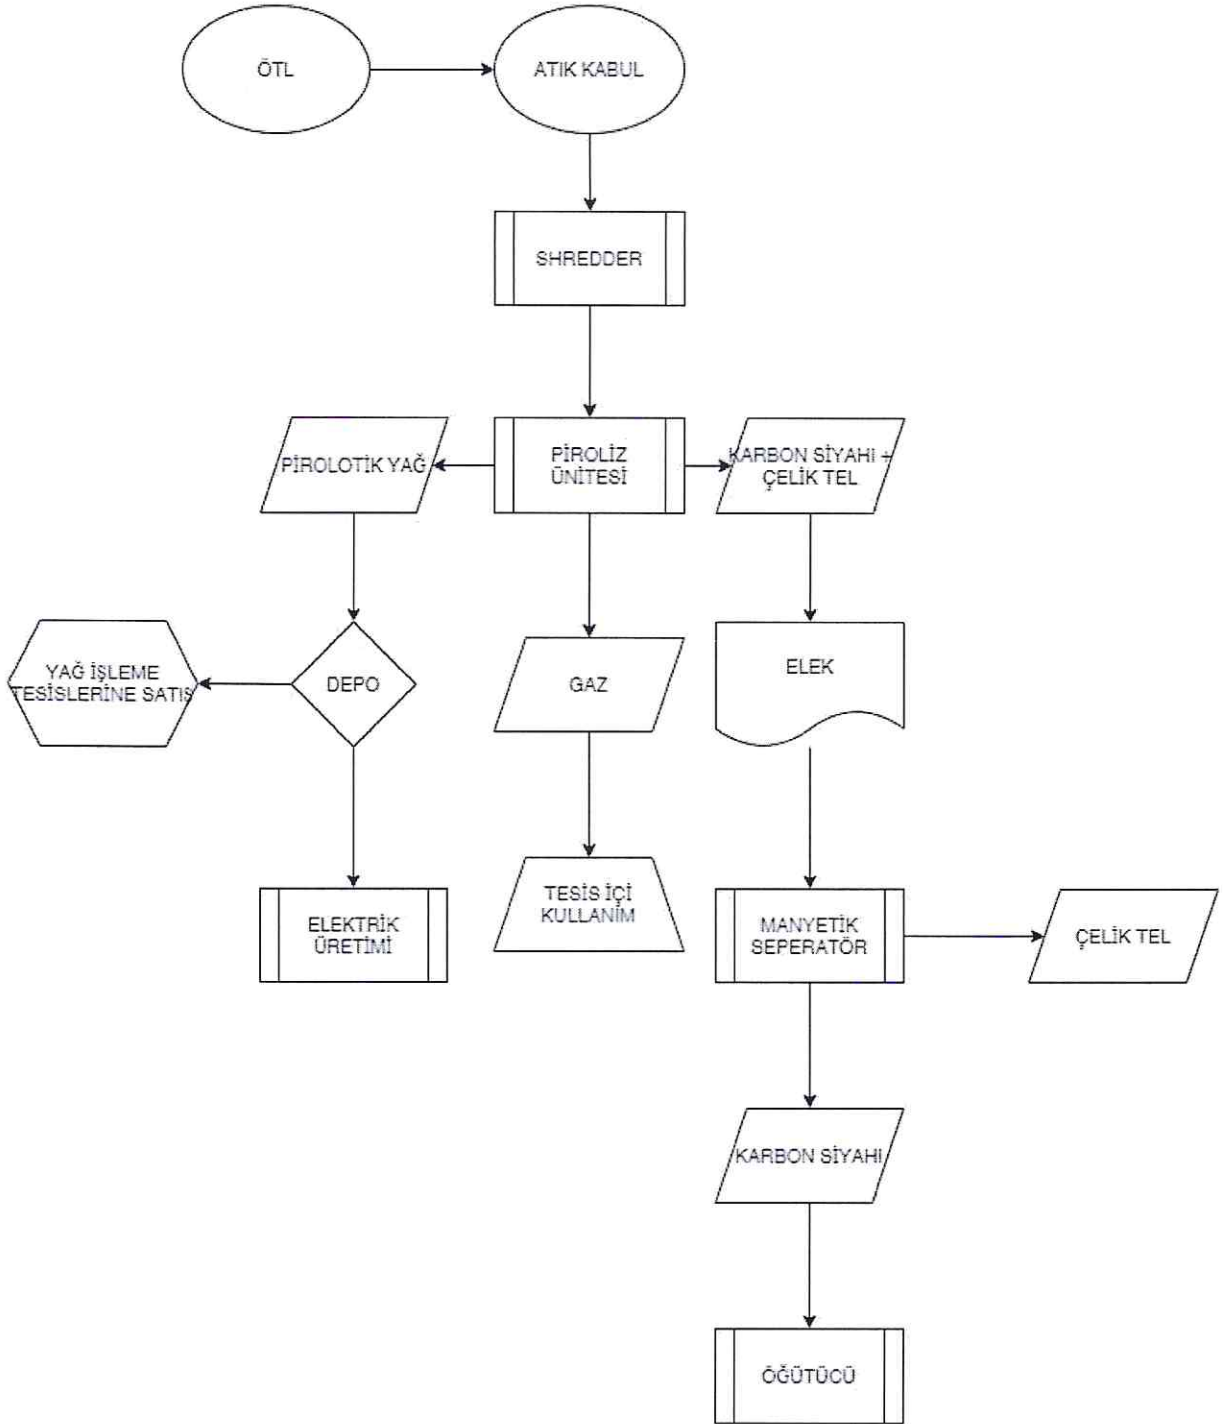 ÖTL
ATIK KABUL
SHREDDER
PİROLOTİK YAĞ
PİROLİZ
ÜNİTESİ
KARBON SİYAHI +
ÇELİK TEL
YAĞ İŞLEME
TESİSLERİNE SATIŞ
DEPO
GAZ
ELEK
ELEKTRİK
ÜRETİMİ
TESİS İÇİ
KULLANIM
MANYETİK
SEPERATÖR
ÇELİK TEL
KARBON SİYAHI
ÖĞÜTÜCÜ